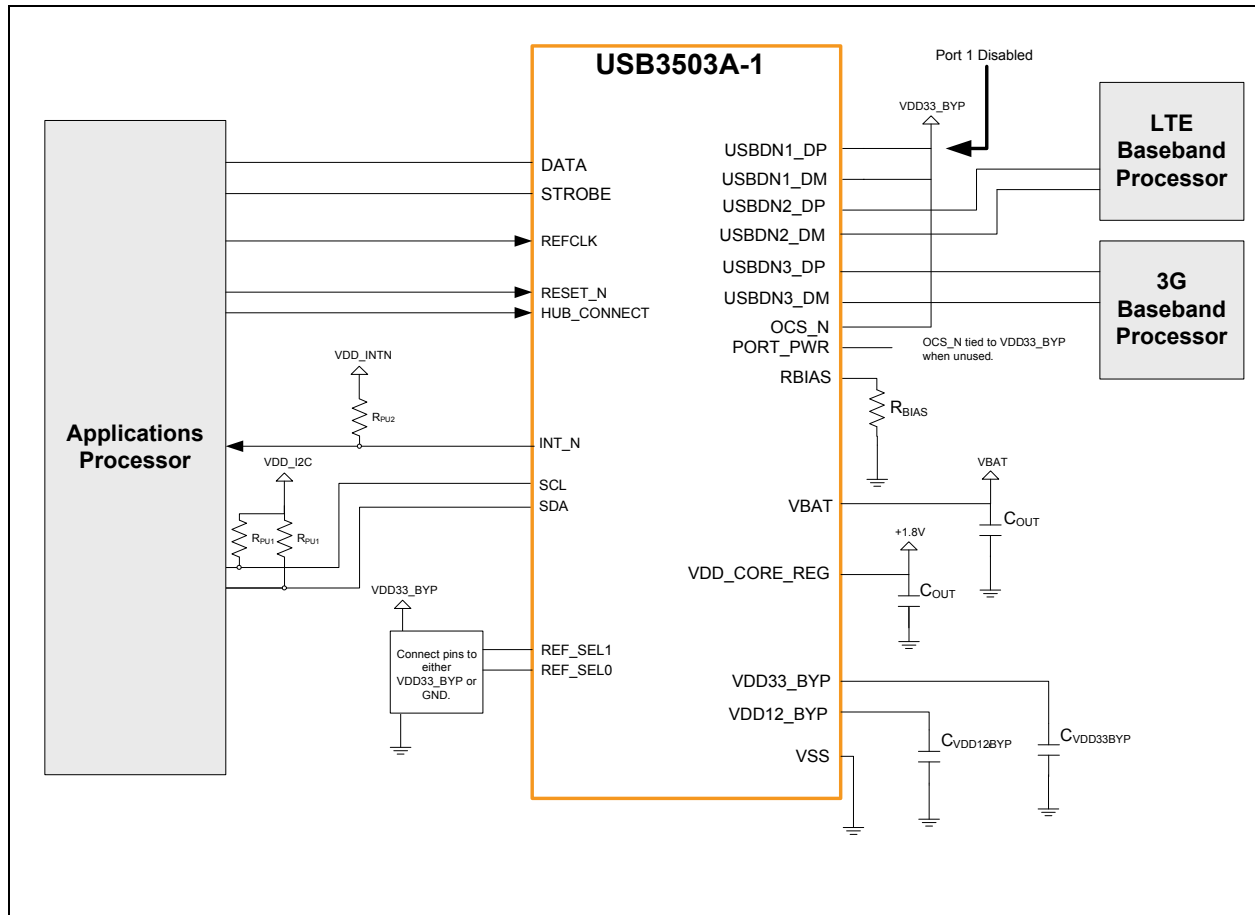 USB3503A-1
Port 1 Disabled
Applications
Processor
DATA
STROBE
REFCLK
RESET_N
HUB_CONNECT
VDD_INTN
RPU2
INT_N
VDD_I2C
SCL
SDA
RPU1
RPU1
VDD33_BYP
Connect pins to
either
VDD33_BYP or
GND.
REF_SEL1
REF_SEL0
VDD33_BYP
USBDN1_DP
USBDN1_DM
USBDN2_DP
USBDN2_DM
USBDN3_DP
USBDN3_DM
OCS_N
PORT_PWR
OCS_N tied to VDD33_BYP
when unused.
RBIAS
RBIAS
VBAT
VBAT
COUT
+1.8V
VDD_CORE_REG
COUT
VDD33_BYP
VDD12_BYP
CVDD12BYP
CVDD33BYP
VSS
LTE
Baseband
Processor
3G
Baseband
Processor